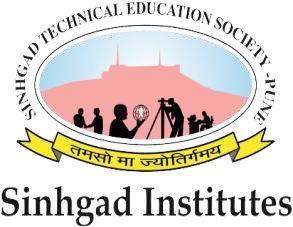 SINHGAD TECHNICAL EDUCATION SOCIETY - PUNE
तमसो मा ज्योतिर्गमय
Sinhgad Institutes